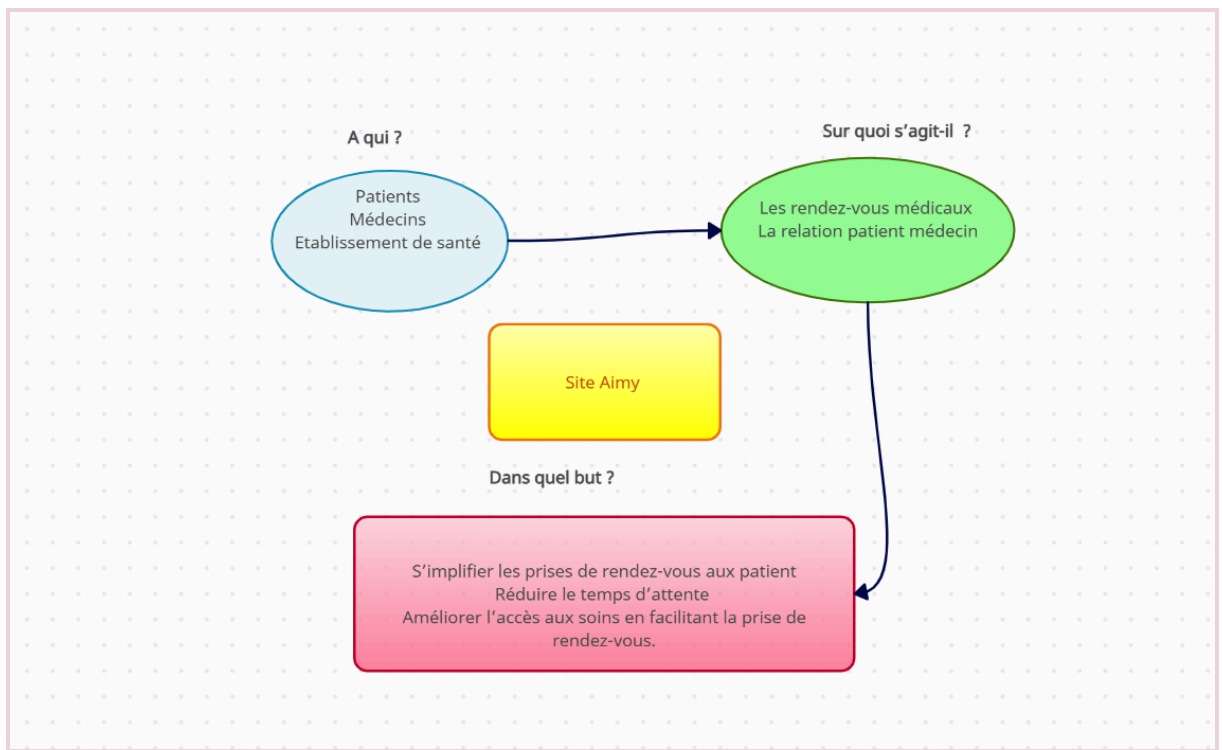 A qui ?
Patients
Médecins
Etablissement de santé
Sur quoi s’agit-il  ?
Les rendez-vous médicaux
La relation patient médecin
Site Aimy
Dans quel but ?
S’implifier les prises de rendez-vous aux patient
Réduire le temps d’attente
Améliorer l’accès aux soins en facilitant la prise de
rendez-vous.